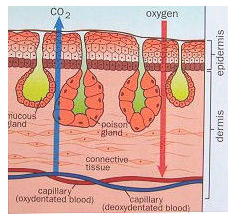 CO2
oxygen
epidermis
mucous
gland
poison
gland
dermis
connective
tissue
capillary
(oxydentated blood)
capillary
(deoxydentated blood)